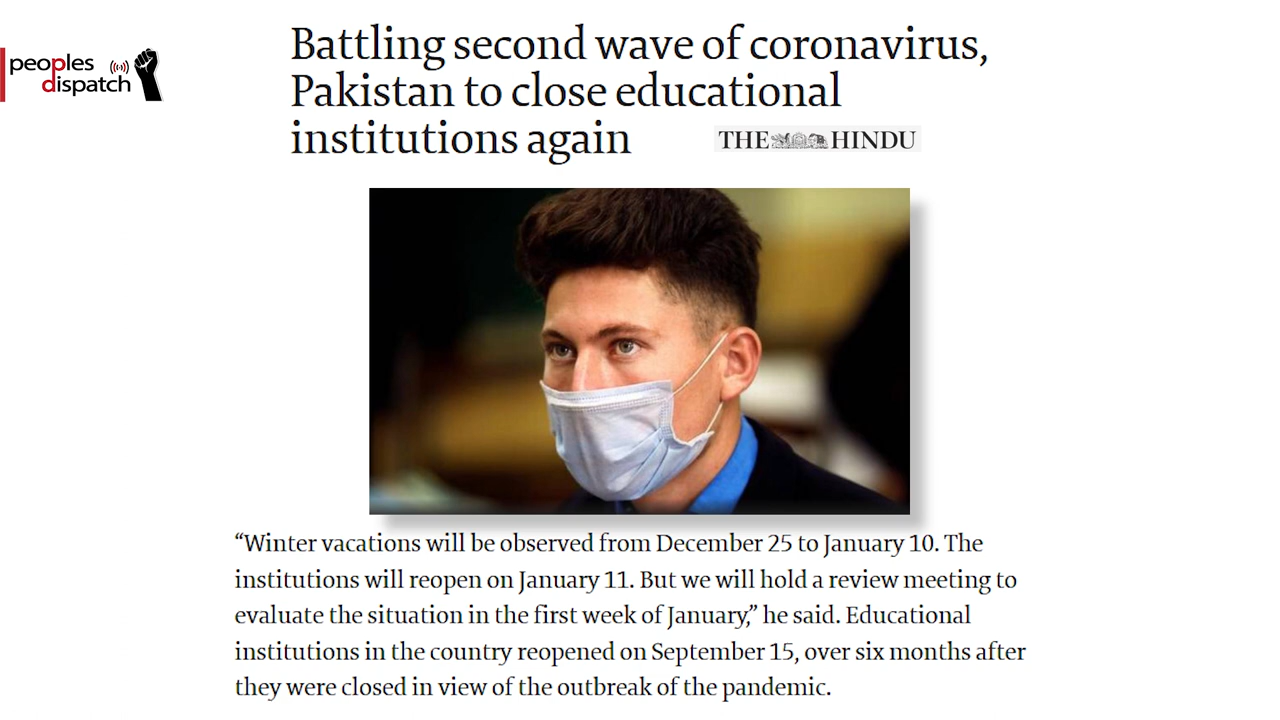 peoples
dispatch
Battling second wave of coronavirus,
Pakistan to close educational
institutions again
THE HINDU
“Winter vacations will be observed from December 25 to January 10. The
institutions will reopen on January 11. But we will hold a review meeting to
evaluate the situation in the first week of January,” he said. Educational
institutions in the country reopened on September 15, over six months after
they were closed in view of the outbreak of the pandemic.